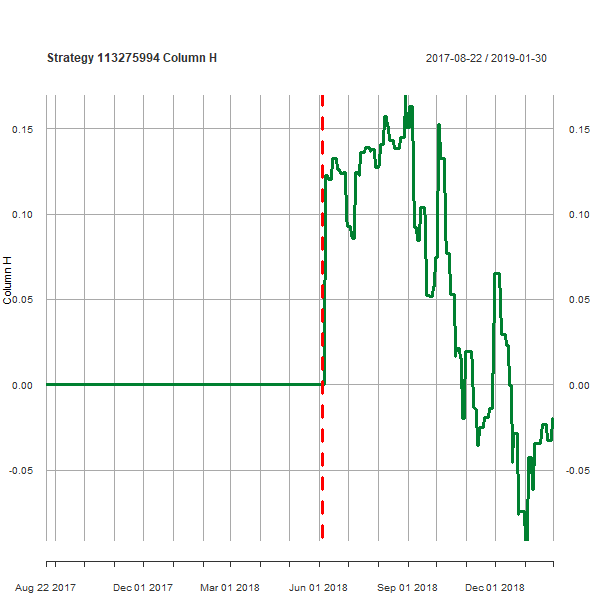 Strategy 113275994 Column H 2017-08-22 / 2019-01-30
0.15 0.15
0.10 0.10
Column H
0.05 0.05
0.00 0.00
-0.05 -0.05
Aug 22 2017 Dec 01 2017 Mar 01 2018 Jun 01 2018 Sep 01 2018 Dec 01 2018